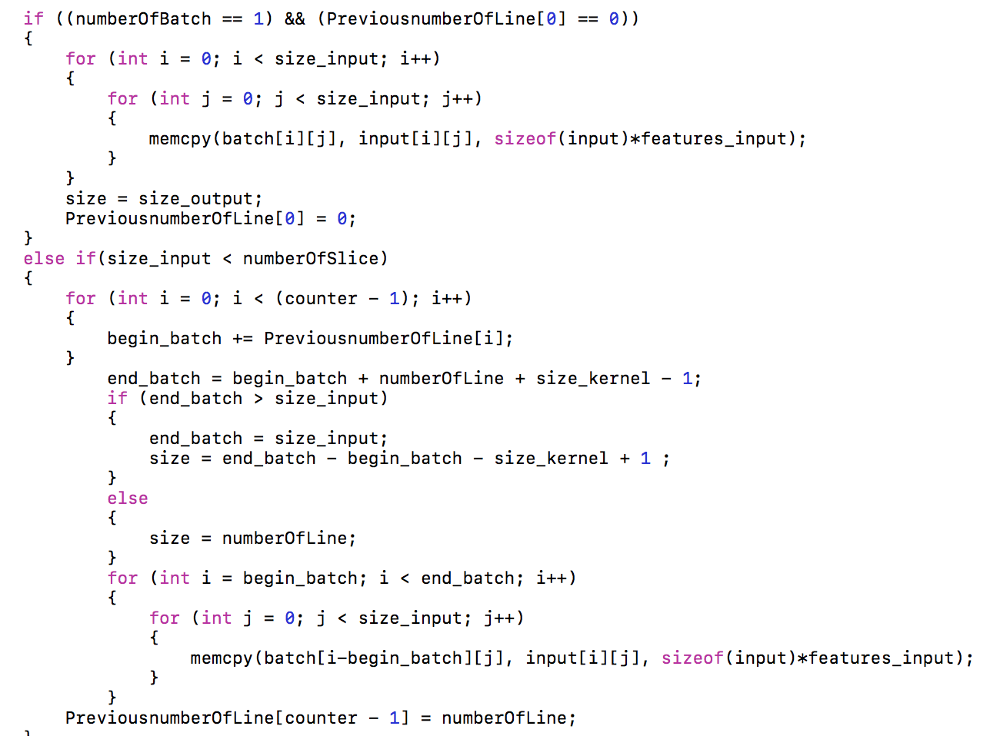 if ((numberOfBatch == 1) && (PreviousnumberOfLine[0] == 0))
{
    for (int i = 0; i < size_input; i++)
    {
        for (int j = 0; j < size_input; j++)
        {
            memcpy(batch[i][j], input[i][j], sizeof(input)*features_input);
        }
    }
    size = size_output;
    PreviousnumberOfLine[0] = 0;
}
else if(size_input < numberOfSlice)
{
    for (int i = 0; i < (counter - 1); i++)
    {
        begin_batch += PreviousnumberOfLine[i];
    }
        end_batch = begin_batch + numberOfLine + size_kernel - 1;
        if (end_batch > size_input)
        {
            end_batch = size_input;
            size = end_batch - begin_batch - size_kernel + 1 ;
        }
        else
        {
            size = numberOfLine;
        }
        for (int i = begin_batch; i < end_batch; i++)
        {
            for (int j = 0; j < size_input; j++)
            {
                memcpy(batch[i-begin_batch][j], input[i][j], sizeof(input)*features_input);
            }
        }
    PreviousnumberOfLine[counter - 1] = numberOfLine;
}